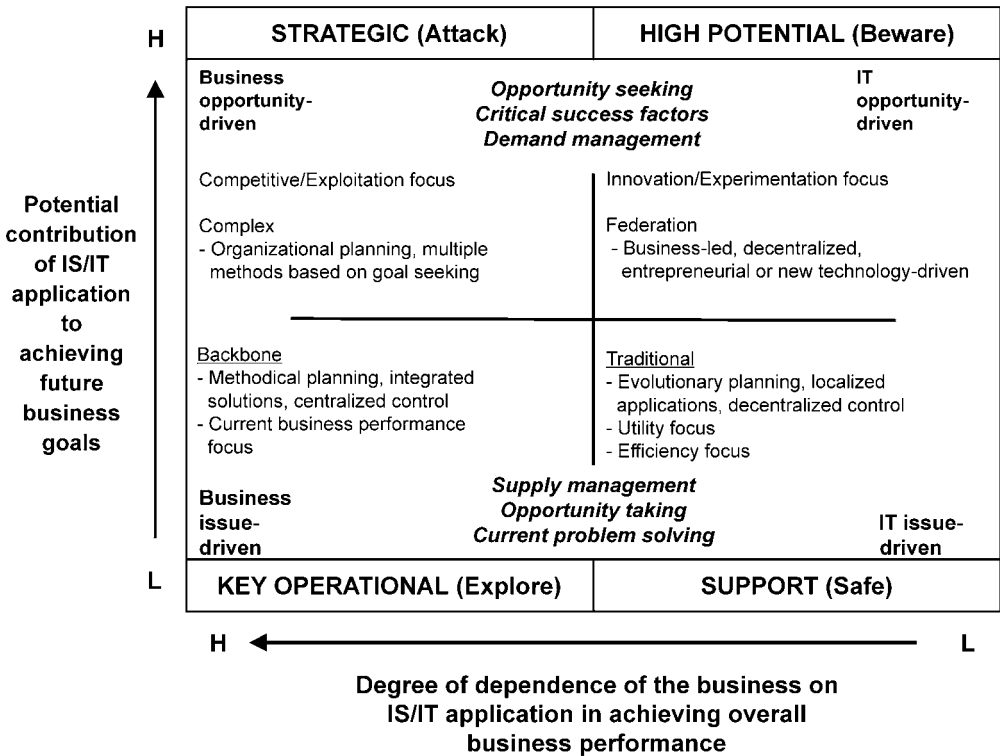 H
STRATEGIC (Attack)
HIGH POTENTIAL (Beware)
Business
opportunity-
driven
Opportunity seeking
Critical success factors
Demand management
IT
opportunity-
driven
Competitive/Exploitation focus
Complex
- Organizational planning, multiple
methods based on goal seeking
Innovation/Experimentation focus
Federation
- Business-led, decentralized,
entrepreneurial or new technology-driven
Potential
contribution
of IS/IT
application
to
achieving
future
business
goals
Backbone
- Methodical planning, integrated
solutions, centralized control
- Current business performance
focus
Traditional
- Evolutionary planning, localized
applications, decentralized control
- Utility focus
- Efficiency focus
Business
issue-
driven
Supply management
Opportunity taking
Current problem solving
IT issue-
driven
L
KEY OPERATIONAL (Explore)
SUPPORT (Safe)
H
L
Degree of dependence of the business on
IS/IT application in achieving overall
business performance